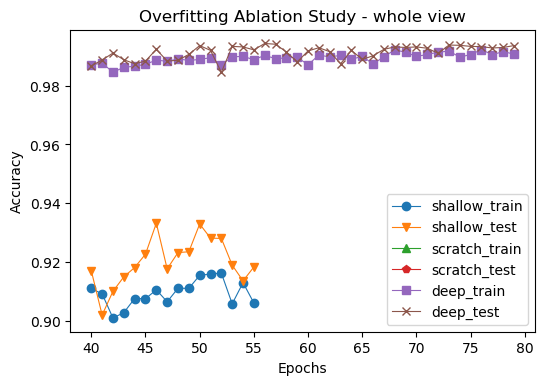 Overfitting Ablation Study - whole view
Accuracy
0.98
0.96
0.94
0.92
0.90
shallow_train
shallow_test
scratch_train
scratch_test
deep_train
deep_test
40 45 50 55 60 65 70 75 80
Epochs